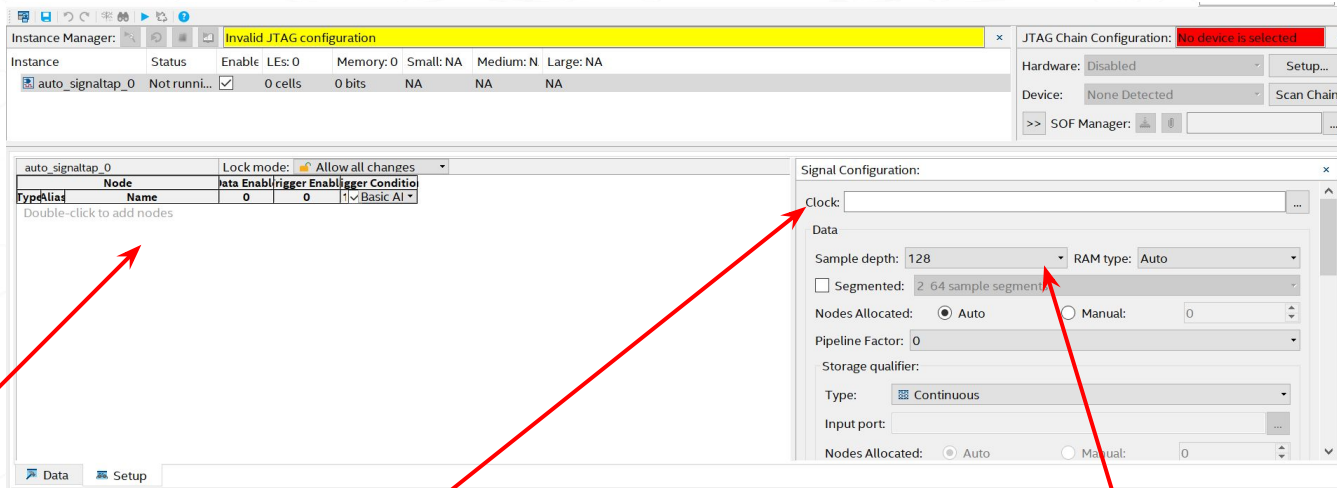 Instance Manager: Invalid JTAG configuration × JTAG Chain Configuration: No device is selected
Instance Status Enable LEs: 0 Memory: 0 Small: NA Medium: N Large: NA
Hardware: Disabled Setup...
auto_signaltap_0 Not runni... 0 cells 0 bits NA NA NA
Device: None Detected Scan Chain
>> SOF Manager: ...
auto_signaltap_0 Lock mode: Allow all changes
Signal Configuration: ×
Node Data Enabl rigger Enabl igger Conditio
Type Alias Name 0 0 1 Basic AI
Double-click to add nodes
Clock: ...
Data
Sample depth: 128 RAM type: Auto
Segmented: 2 64 sample segment
Nodes Allocated: Auto Manual: 0
Pipeline Factor: 0
Storage qualifier:
Type: Continuous
Input port: ...
Nodes Allocated: Auto Manual: 0
Data Setup